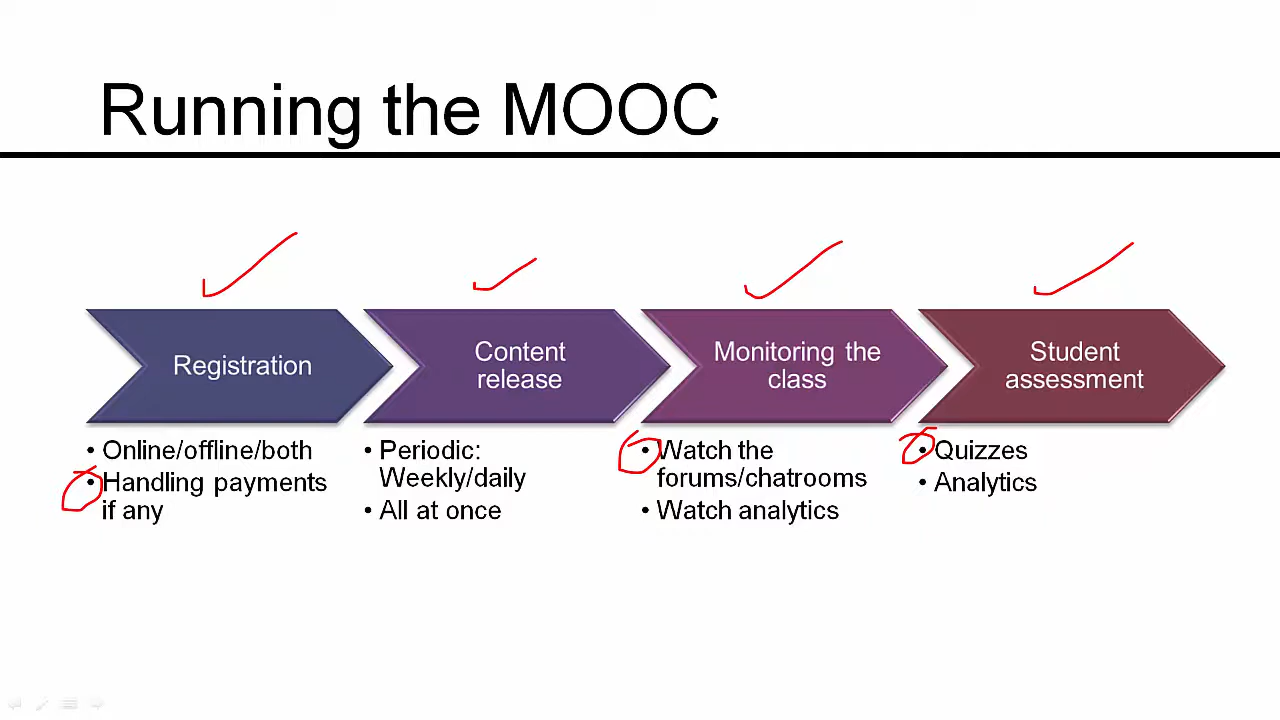 Running the MOOC
Registration
• Online/offline/both
• Handling payments
if any
Content
release
• Periodic:
Weekly/daily
• All at once
Monitoring the
class
• Watch the
forums/chatrooms
• Watch analytics
Student
assessment
• Quizzes
• Analytics